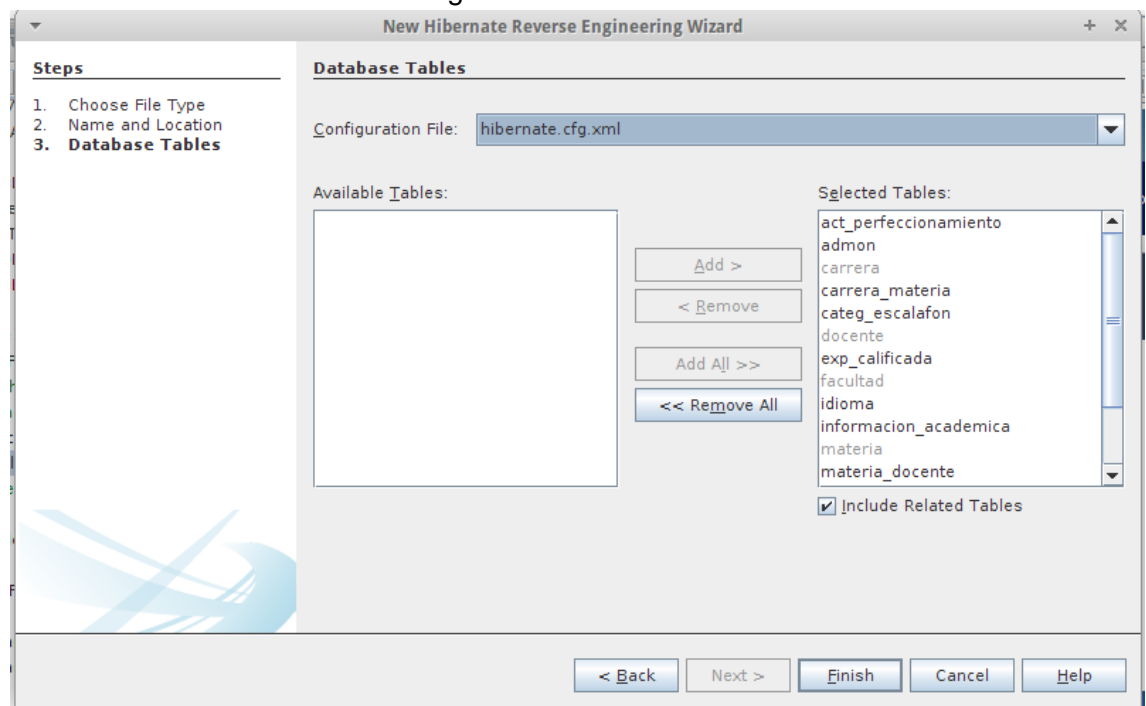 New Hibernate Reverse Engineering Wizard
Steps
1. Choose File Type
2. Name and Location
3. Database Tables
Database Tables
Configuration File: hibernate.cfg.xml
Available Tables:
Add >
< Remove
Add All >>
<< Remove All
Selected Tables:
act_perfeccionamiento
admon
carrera
carrera_materia
categ_escalafon
docente
exp_calificada
facultad
idioma
informacion_academica
materia
materia_docente
Include Related Tables
< Back Next > Finish Cancel Help